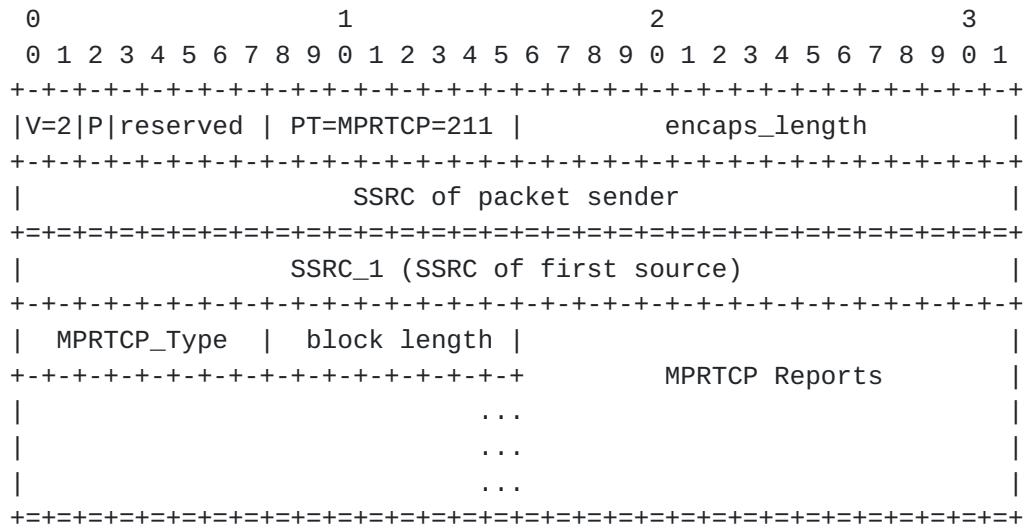 0                   1                   2                   3
 0 1 2 3 4 5 6 7 8 9 0 1 2 3 4 5 6 7 8 9 0 1 2 3 4 5 6 7 8 9 0 1
+-+-+-+-+-+-+-+-+-+-+-+-+-+-+-+-+-+-+-+-+-+-+-+-+-+-+-+-+-+-+-+-+
|V=2|P|reserved | PT=MPRTCP=211 |         encaps_length         |
+-+-+-+-+-+-+-+-+-+-+-+-+-+-+-+-+-+-+-+-+-+-+-+-+-+-+-+-+-+-+-+-+
|                     SSRC of packet sender                     |
+=+=+=+=+=+=+=+=+=+=+=+=+=+=+=+=+=+=+=+=+=+=+=+=+=+=+=+=+=+=+=+=+
|                 SSRC_1 (SSRC of first source)                 |
+-+-+-+-+-+-+-+-+-+-+-+-+-+-+-+-+-+-+-+-+-+-+-+-+-+-+-+-+-+-+-+-+
|  MPRTCP_Type  |  block length |                               |
+-+-+-+-+-+-+-+-+-+-+-+-+-+-+-+-+         MPRTCP Reports        |
|                             ...                               |
|                             ...                               |
|                             ...                               |
+=+=+=+=+=+=+=+=+=+=+=+=+=+=+=+=+=+=+=+=+=+=+=+=+=+=+=+=+=+=+=+=+